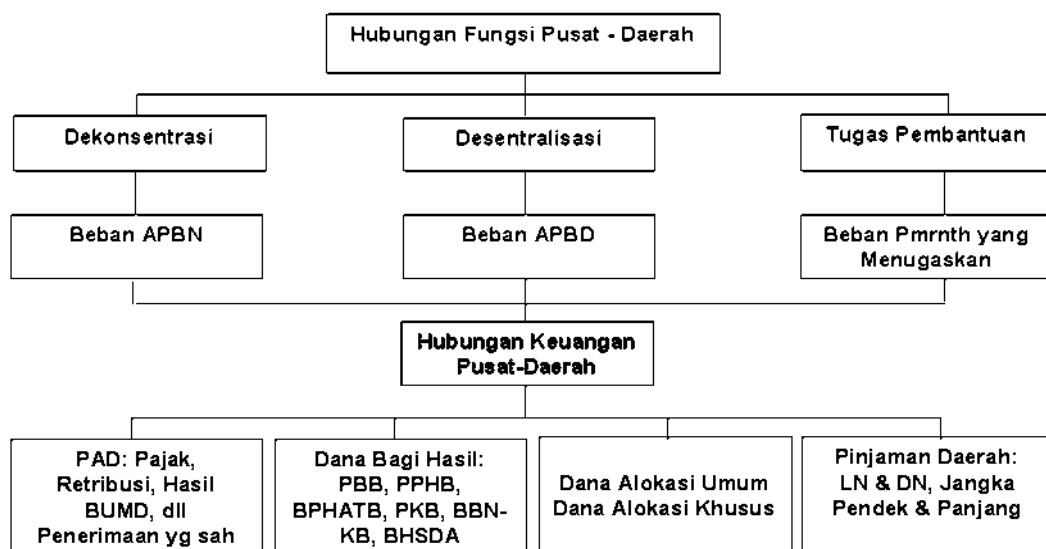 Hubungan Fungsi Pusat - Daerah
Dekonsentrasi
Desentralisasi
Tugas Pembantuan
Beban APBN
Beban APBD
Beban Pmrnth yang
Menugaskan
Hubungan Keuangan
Pusat-Daerah
PAD: Pajak,
Retribusi, Hasil
BUMD, dll
Penerimaan yg sah
Dana Bagi Hasil:
PBB, PPHB,
BPHATB, PKB, BBN-
KB, BHSDA
Dana Alokasi Umum
Dana Alokasi Khusus
Pinjaman Daerah:
LN & DN, Jangka
Pendek & Panjang